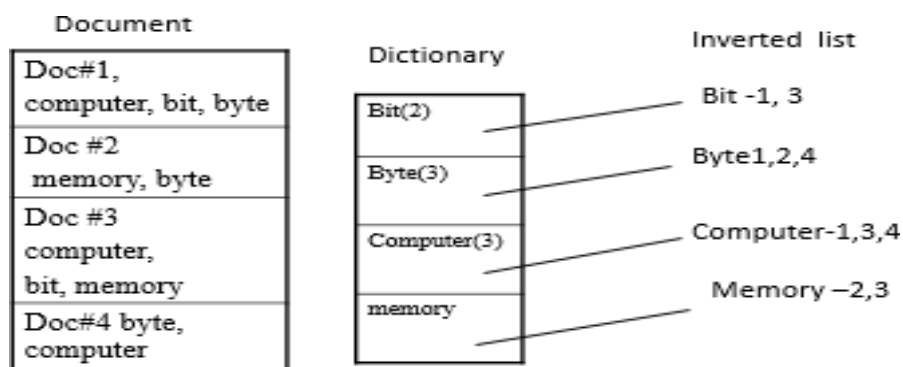 Document
Doc#1,
computer, bit, byte
Doc #2
memory, byte
Doc #3
computer,
bit, memory
Doc#4 byte,
computer
Dictionary
Bit(2)
Byte(3)
Computer(3)
memory
Inverted list
Bit -1, 3
Byte1,2,4
Computer-1,3,4
Memory –2,3